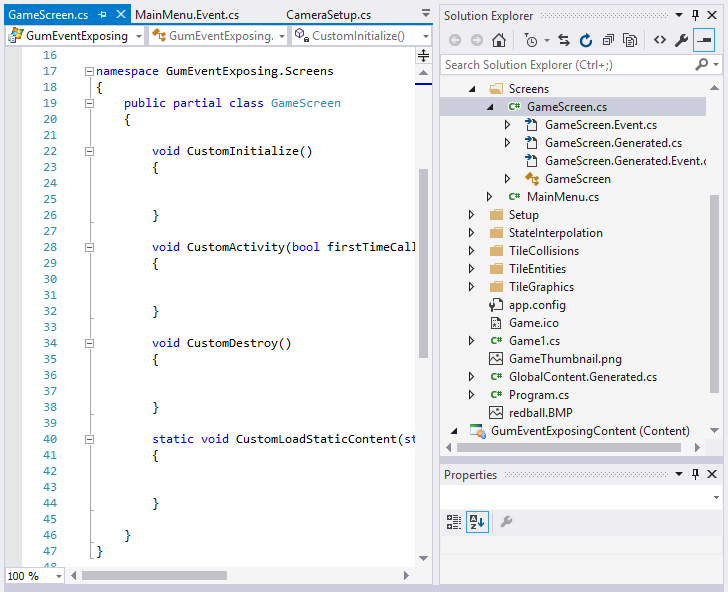 GameScreen.cs MainMenu.Event.cs CameraSetup.cs
GumEventExposing GumEventExposing. CustomInitialize()
16
17 namespace GumEventExposing.Screens
18 {
19 public partial class GameScreen
20 {
21
22 void CustomInitialize()
23 {
24
25
26 }
27
28 void CustomActivity(bool firstTimeCall
29 {
30
31
32 }
33
34 void CustomDestroy()
35 {
36
37
38 }
39
40 static void CustomLoadStaticContent(st
41 {
42
43
44 }
45
46 }
47 }
48
100 %
Solution Explorer
Search Solution Explorer (Ctrl+;)
Screens
C# GameScreen.cs
GameScreen.Event.cs
GameScreen.Generated.cs
GameScreen.Generated.Event.c
GameScreen
C# MainMenu.cs
Setup
StateInterpolation
TileCollisions
TileEntities
TileGraphics
app.config
Game.ico
C# Game1.cs
GameThumbnail.png
C# GlobalContent.Generated.cs
C# Program.cs
redball.BMP
GumEventExposingContent (Content)
Properties
A
Z